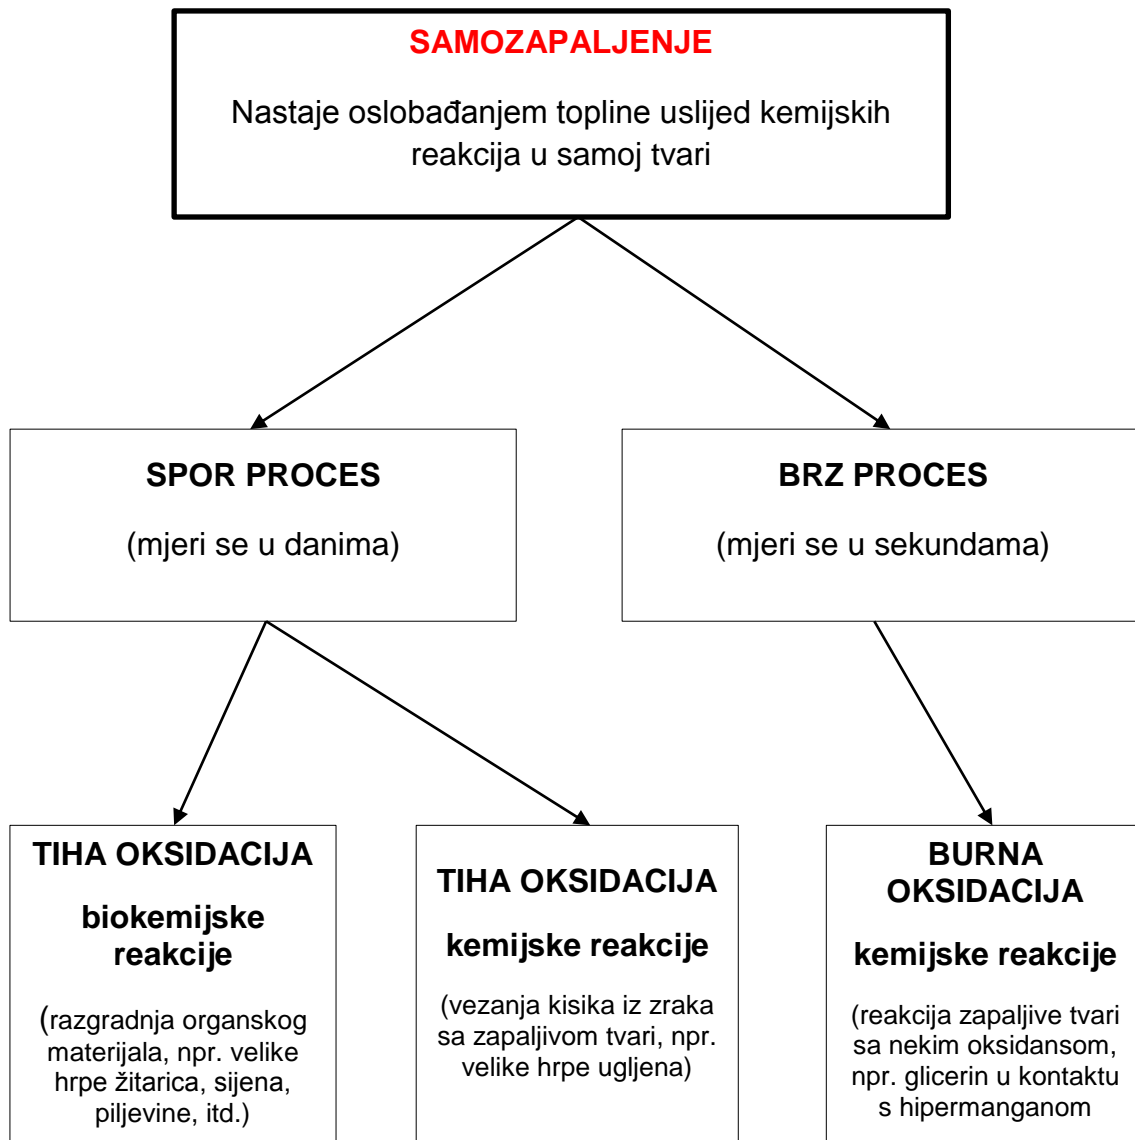 SAMOZAPALJENJE
Nastaje oslobađanjem topline uslijed kemijskih
reakcija u samoj tvari
SPOR PROCES
(mjeri se u danima)
BRZ PROCES
(mjeri se u sekundama)
TIHA OKSIDACIJA
biokemijske
reakcije
(razgradnja organskog
materijala, npr. velike
hrpe žitarica, sijena,
piljevine, itd.)
TIHA OKSIDACIJA
kemijske reakcije
(vezanja kisika iz zraka
sa zapaljivom tvari, npr.
velike hrpe ugljena)
BURNA
OKSIDACIJA
kemijske reakcije
(reakcija zapaljive tvari
sa nekim oksidansom,
npr. glicerin u kontaktu
s hipermanganom